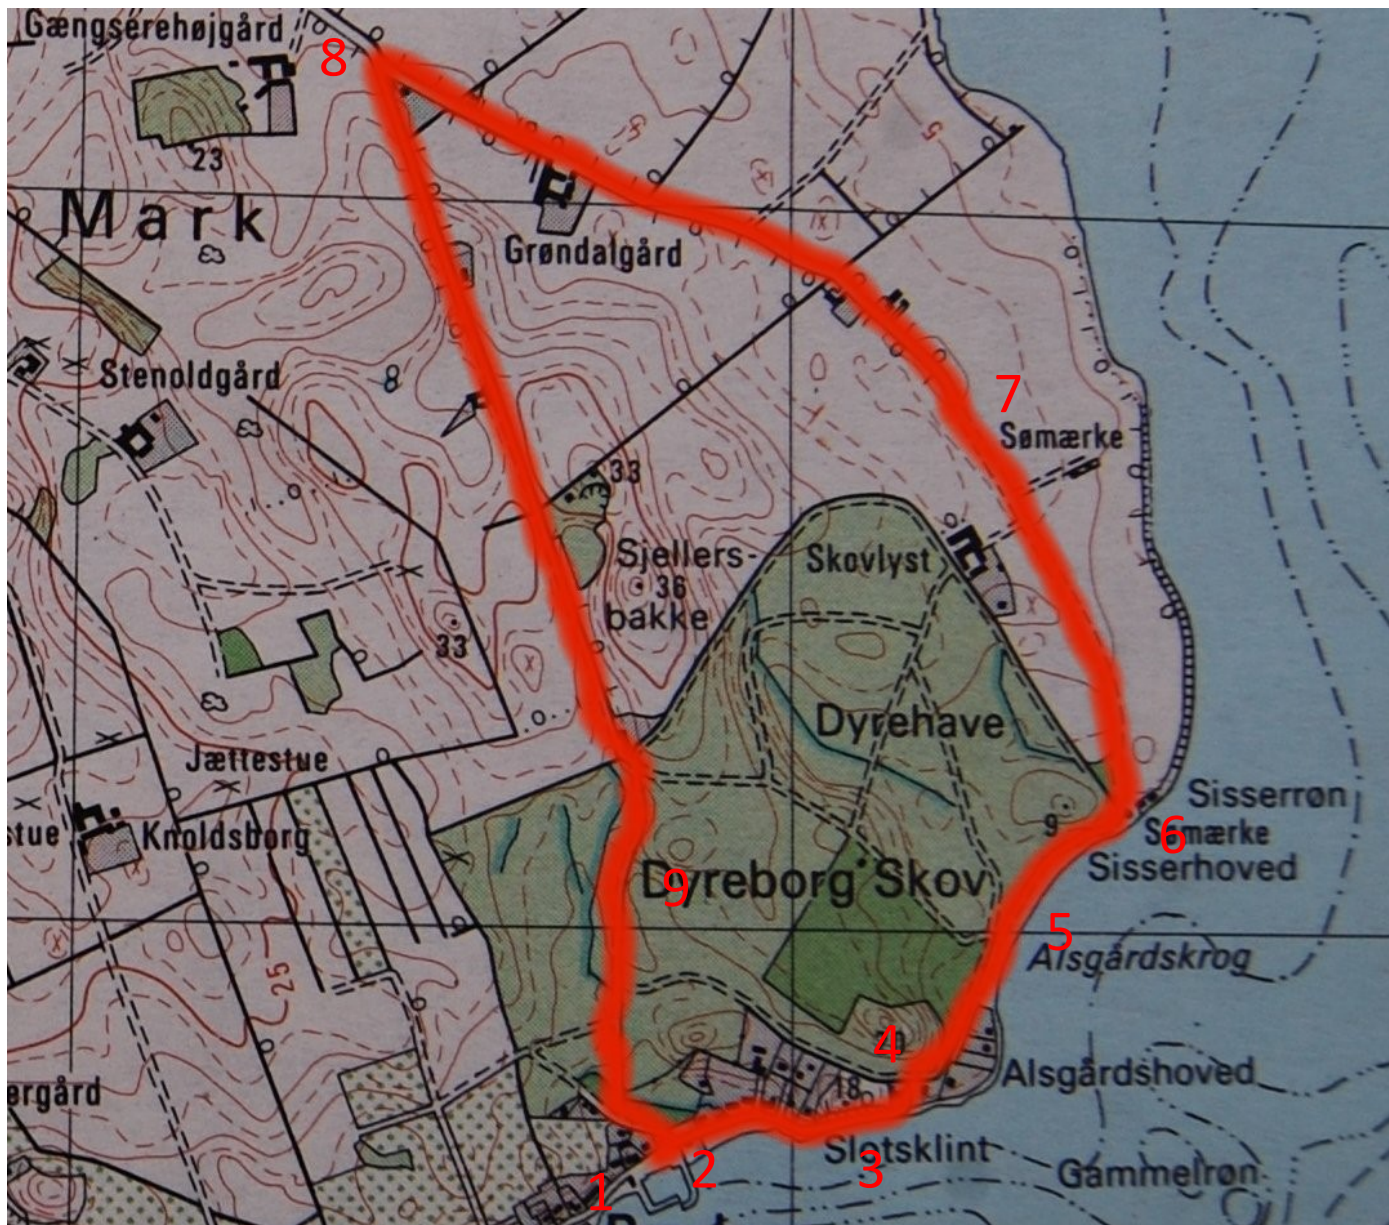 Gængserehøjgård
8
23
Mark
5
Grøndalgård
Stenoldgård
8
7
Sømærke
33
Sjellers-
36
bakke
Skovlyst
33
Dyrehave
Jættestue
Sisserrøn
stue
Knoldsborg
9
Sømærke
6
Sisserhoved
Dyreborg Skov
9
5
Alsgårdskrog
25
4
Alsgårdshoved
ergård
18
Slotsklint
Gammelrøn
1
2
3